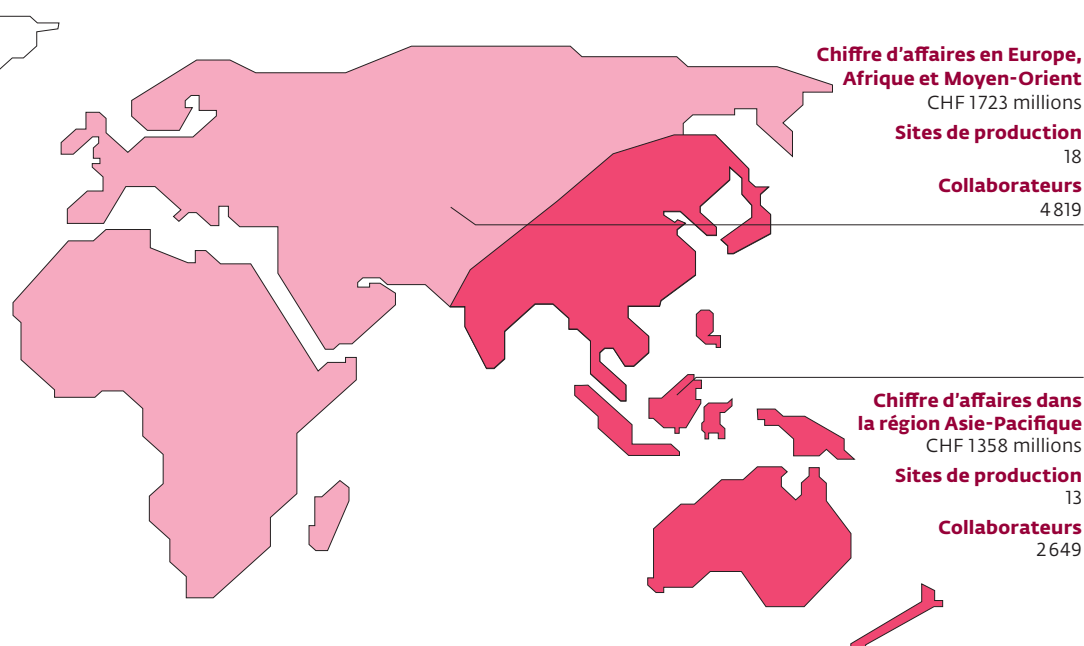 Chiffre d'affaires en Europe,
Afrique et Moyen-Orient
CHF 1723 millions
Sites de production
18
Collaborateurs
4 819
Chiffre d'affaires dans
la région Asie-Pacifique
CHF 1358 millions
Sites de production
13
Collaborateurs
2 649